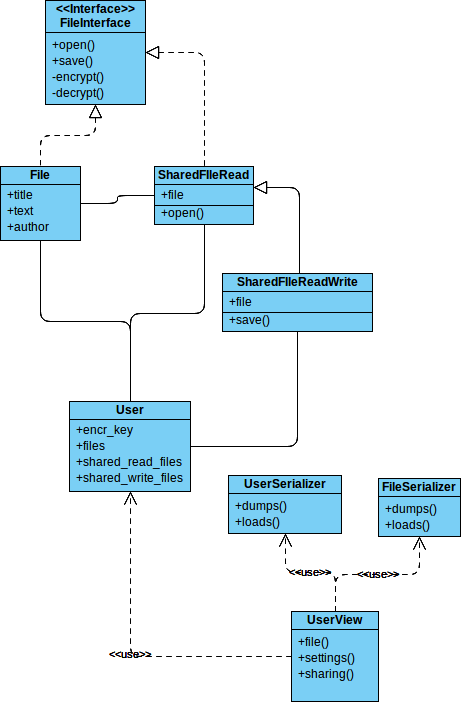 <<Interface>>
FileInterface
+open()
+save()
-encrypt()
-decrypt()
File
+title
+text
+author
SharedFIleRead
+file
+open()
SharedFIleReadWrite
+file
+save()
User
+encr_key
+files
+shared_read_files
+shared_write_files
UserSerializer
+dumps()
+loads()
FileSerializer
+dumps()
+loads()
<<use>>
<<use>>
UserView
+file()
+settings()
+sharing()
<<use>>